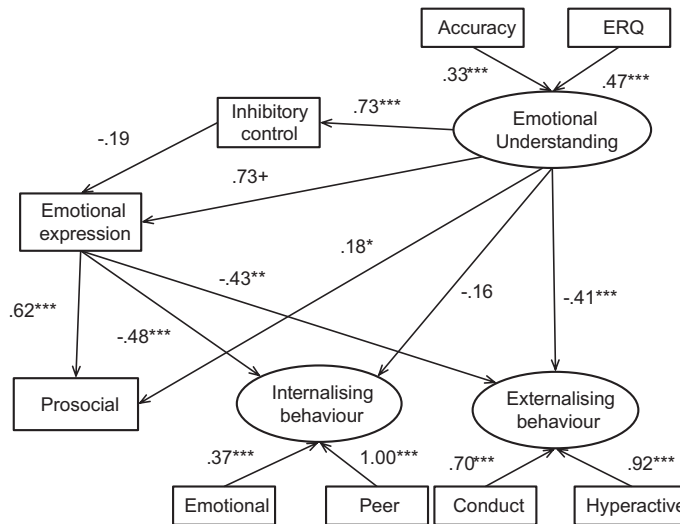 Accuracy
ERQ
.33***
.47***
Inhibitory
control
.73***
Emotional
Understanding
-.19
.73+
Emotional
expression
.18*
-.43**
-.16
-.41***
.62***
-.48***
Prosocial
Internalising
behaviour
Externalising
behaviour
.37***
1.00***
.70***
.92***
Emotional
Peer
Conduct
Hyperactive